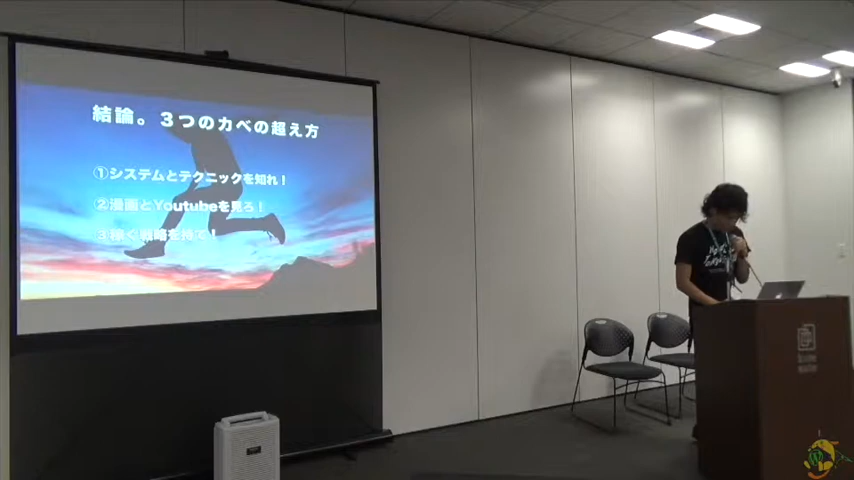 結論。3つのカベの超え方
①システムとテクニックを知れ！
②漫画とYoutubeを見ろ！
③稼ぐ戦略を持て！